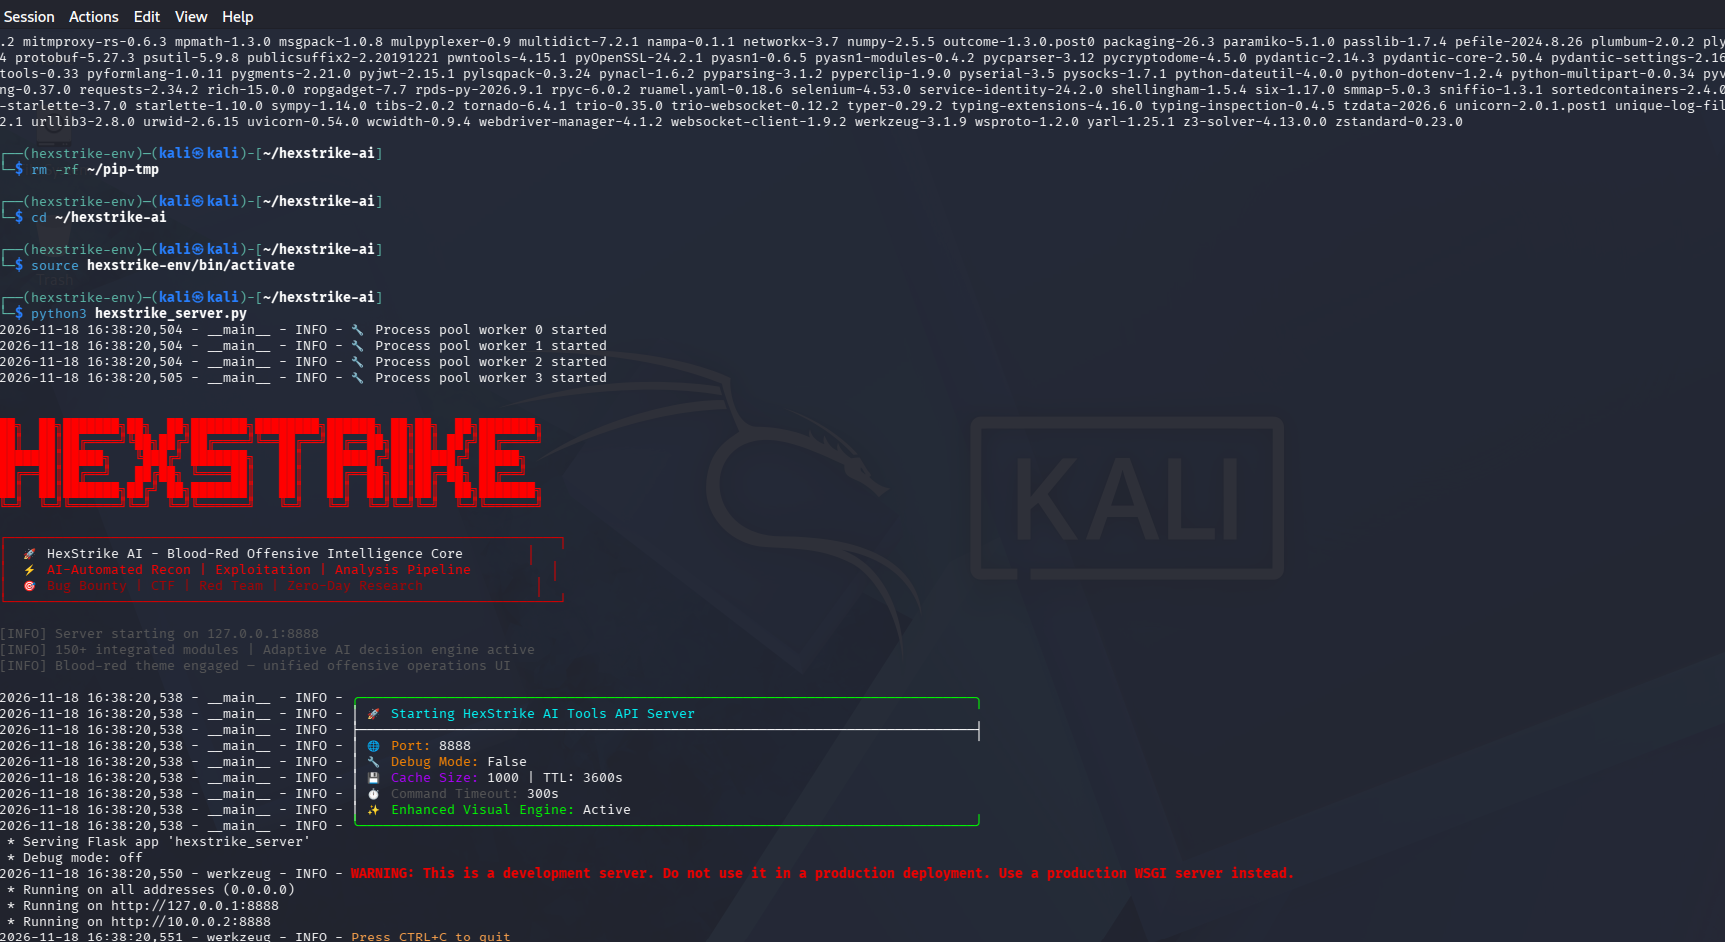 Session Actions Edit View Help
.2 mitmproxy-rs-0.6.3 mpmath-1.3.0 msgpack-1.0.8 mulpyplexer-0.9 multidict-7.2.1 nampa-0.1.1 networkx-3.7 numpy-2.5.5 outcome-1.3.0.post0 packaging-26.3 paramiko-5.1.0 passlib-1.7.4 pefile-2024.8.26 plumbum-2.0.2 ply
4 protobuf-5.27.3 psutil-5.9.8 publicsuffix2-2.20191221 pwntools-4.15.1 pyOpenSSL-24.2.1 pyasn1-0.6.5 pyasn1-modules-0.4.2 pycparser-3.12 pycryptodome-4.5.0 pydantic-2.14.3 pydantic-core-2.50.4 pydantic-settings-2.16
tools-0.33 pyformlang-1.0.11 pygments-2.21.0 pyjwt-2.15.1 pylsqpack-0.3.24 pynacl-1.6.2 pyparsing-3.1.2 pyperclip-1.9.0 pyserial-3.5 pysocks-1.7.1 python-dateutil-4.0.0 python-dotenv-1.2.4 python-multipart-0.0.34 pyv
ng-0.37.0 requests-2.34.2 rich-15.0.0 ropgadget-7.7 rpds-py-2026.9.1 rpyc-6.0.2 ruamel.yaml-0.18.6 selenium-4.53.0 service-identity-24.2.0 shellingham-1.5.4 six-1.17.0 smmap-5.0.3 sniffio-1.3.1 sortedcontainers-2.4.0
-starlette-3.7.0 starlette-1.10.0 sympy-1.14.0 tibs-2.0.2 tornado-6.4.1 trio-0.35.0 trio-websocket-0.12.2 typer-0.29.2 typing-extensions-4.16.0 typing-inspection-0.4.5 tzdata-2026.6 unicorn-2.0.1.post1 unique-log-fil
2.1 urllib3-2.8.0 urwid-2.6.15 uvicorn-0.54.0 wcwidth-0.9.4 webdriver-manager-4.1.2 websocket-client-1.9.2 werkzeug-3.1.9 wsproto-1.2.0 yarl-1.25.1 z3-solver-4.13.0.0 zstandard-0.23.0
┌──(hexstrike-env)─(kali㉿kali)-[~/hexstrike-ai]
└─$ rm -rf ~/pip-tmp
┌──(hexstrike-env)─(kali㉿kali)-[~/hexstrike-ai]
└─$ cd ~/hexstrike-ai
┌──(hexstrike-env)─(kali㉿kali)-[~/hexstrike-ai]
└─$ source hexstrike-env/bin/activate
Trash
┌──(hexstrike-env)─(kali㉿kali)-[~/hexstrike-ai]
└─$ python3 hexstrike_server.py
2026-11-18 16:38:20,504 - __main__ - INFO - 🔧 Process pool worker 0 started
2026-11-18 16:38:20,504 - __main__ - INFO - 🔧 Process pool worker 1 started
2026-11-18 16:38:20,504 - __main__ - INFO - 🔧 Process pool worker 2 started
2026-11-18 16:38:20,505 - __main__ - INFO - 🔧 Process pool worker 3 started
HEXSTRIKE
KALI
🚀 HexStrike AI - Blood-Red Offensive Intelligence Core
⚡ AI-Automated Recon | Exploitation | Analysis Pipeline
🎯 Bug Bounty | CTF | Red Team | Zero-Day Research
[INFO] Server starting on 127.0.0.1:8888
[INFO] 150+ integrated modules | Adaptive AI decision engine active
[INFO] Blood-red theme engaged – unified offensive operations UI
2026-11-18 16:38:20,538 - __main__ - INFO -
2026-11-18 16:38:20,538 - __main__ - INFO - │ 🚀 Starting HexStrike AI Tools API Server
2026-11-18 16:38:20,538 - __main__ - INFO -
2026-11-18 16:38:20,538 - __main__ - INFO - │ 🌐 Port: 8888
2026-11-18 16:38:20,538 - __main__ - INFO - │ 🔧 Debug Mode: False
2026-11-18 16:38:20,538 - __main__ - INFO - │ 💾 Cache Size: 1000 | TTL: 3600s
2026-11-18 16:38:20,538 - __main__ - INFO - │ ⏱️ Command Timeout: 300s
2026-11-18 16:38:20,538 - __main__ - INFO - │ ✨ Enhanced Visual Engine: Active
2026-11-18 16:38:20,538 - __main__ - INFO -
* Serving Flask app 'hexstrike_server'
* Debug mode: off
2026-11-18 16:38:20,550 - werkzeug - INFO - WARNING: This is a development server. Do not use it in a production deployment. Use a production WSGI server instead.
* Running on all addresses (0.0.0.0)
* Running on http://127.0.0.1:8888
* Running on http://10.0.0.2:8888
2026-11-18 16:38:20,551 - werkzeug - INFO - Press CTRL+C to quit